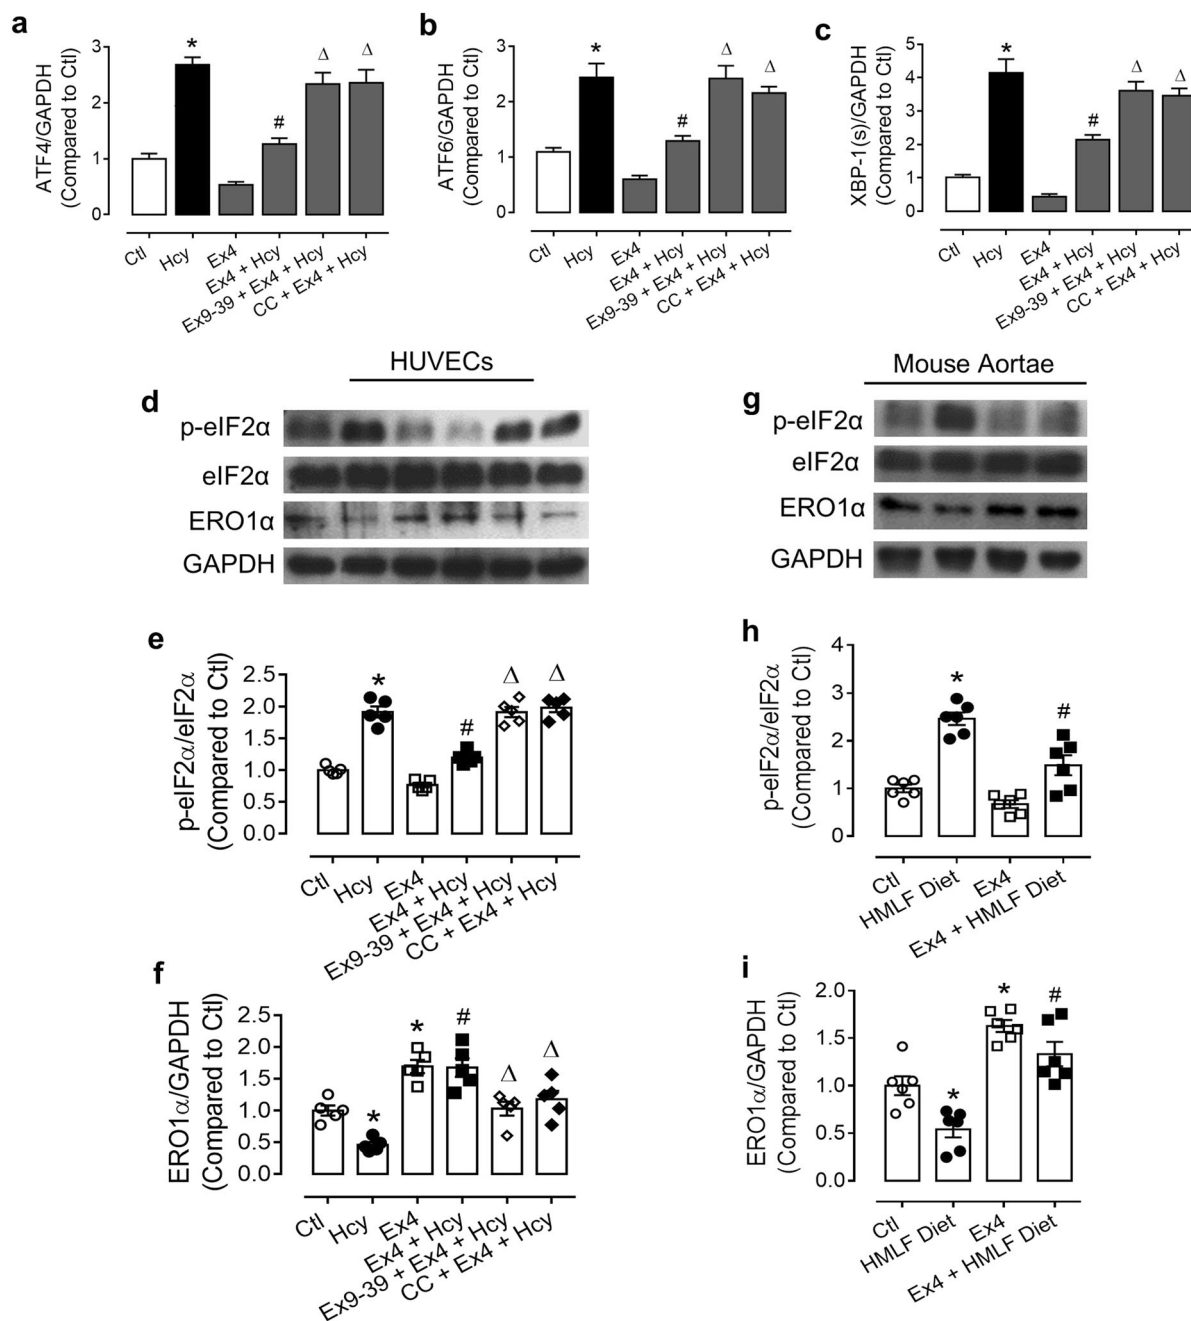 a
ATF4/GAPDH
(Compared to Ctl)
3
2
1
0
*
#
Δ
Δ
Ctl
Hcy
Ex4
Ex4 + Hcy
Ex9-39 + Ex4 + Hcy
CC + Ex4 + Hcy
b
ATF6/GAPDH
(Compared to Ctl)
3
2
1
0
*
#
Δ
Δ
Ctl
Hcy
Ex4
Ex4 + Hcy
Ex9-39 + Ex4 + Hcy
CC + Ex4 + Hcy
c
XBP-1(s)/GAPDH
(Compared to Ctl)
5
4
3
2
1
0
*
#
Δ
Δ
Ctl
Hcy
Ex4
Ex4 + Hcy
Ex9-39 + Ex4 + Hcy
CC + Ex4 + Hcy
HUVECs
d
p-eIF2α
eIF2α
ERO1α
GAPDH
Mouse Aortae
g
p-eIF2α
eIF2α
ERO1α
GAPDH
e
p-eIF2α/eIF2α
(Compared to Ctl)
2.5
2.0
1.5
1.0
0.5
0.0
*
#
Δ
Δ
Ctl
Hcy
Ex4
Ex4 + Hcy
Ex9-39 + Ex4 + Hcy
CC + Ex4 + Hcy
h
p-eIF2α/eIF2α
(Compared to Ctl)
4
3
2
1
0
*
#
Ctl
HMLF Diet
Ex4
Ex4 + HMLF Diet
f
ERO1α/GAPDH
(Compared to Ctl)
2.5
2.0
1.5
1.0
0.5
0.0
*
*
#
Δ
Δ
Ctl
Hcy
Ex4
Ex4 + Hcy
Ex9-39 + Ex4 + Hcy
CC + Ex4 + Hcy
i
ERO1α/GAPDH
(Compared to Ctl)
2.0
1.5
1.0
0.5
0.0
*
*
#
Ctl
HMLF Diet
Ex4
Ex4 + HMLF Diet